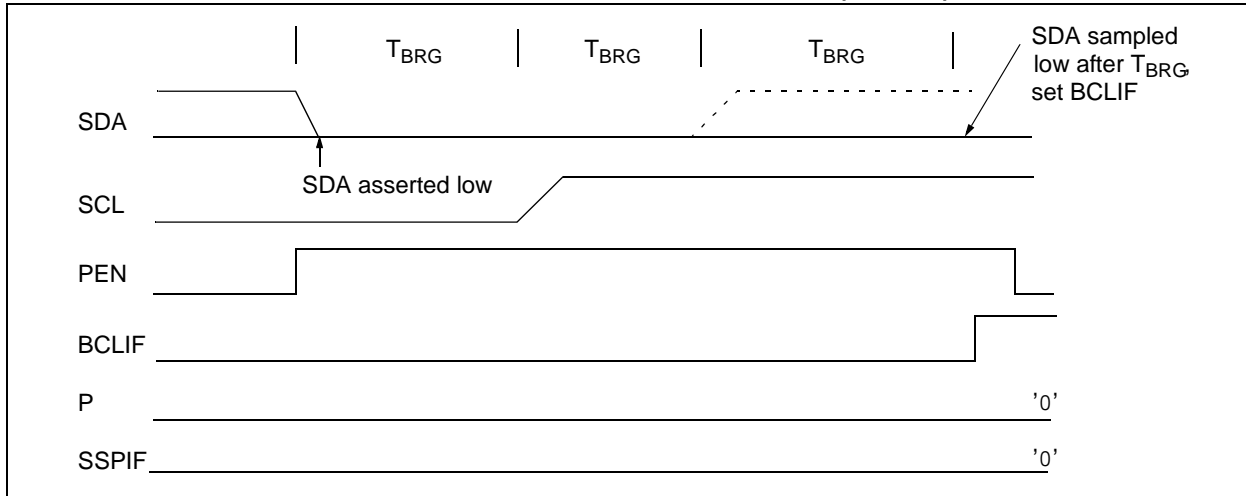 TBRG TBRG TBRG
SDA sampled
low after TBRG,
set BCLIF
SDA
SDA asserted low
SCL
PEN
BCLIF
P '0'
SSPIF '0'